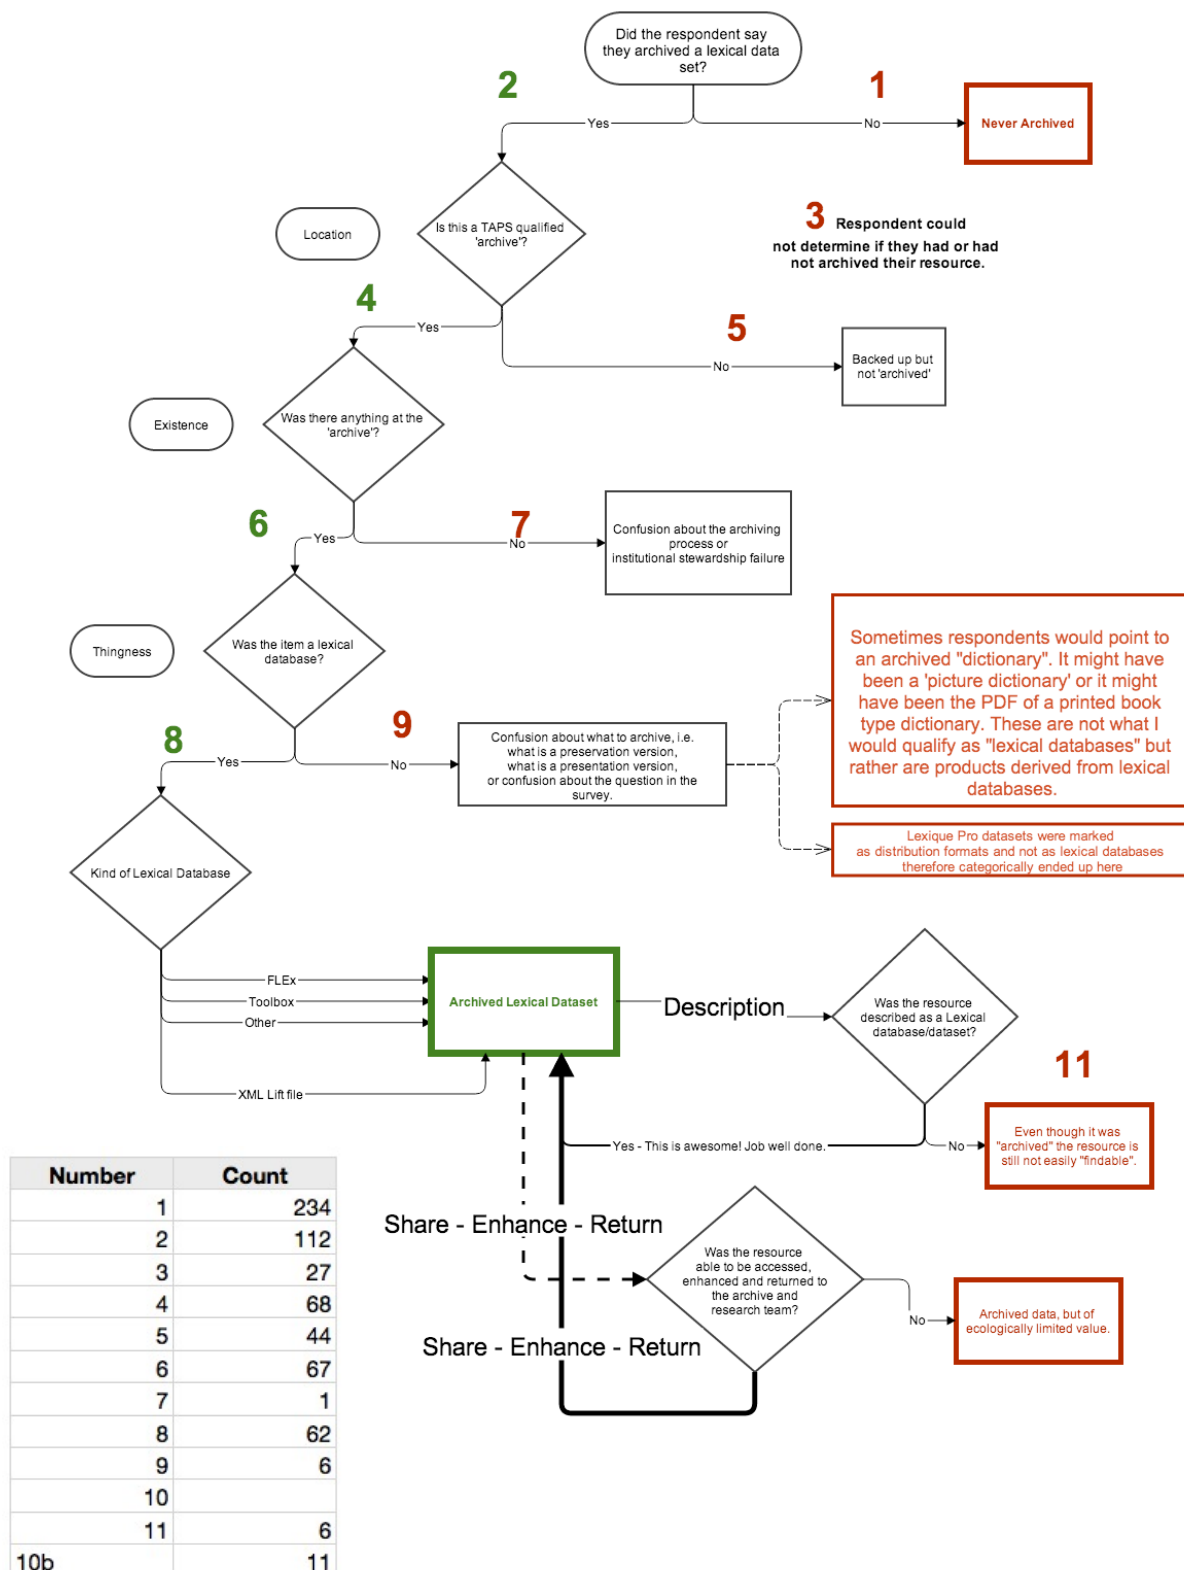 Did the respondent say
they archived a lexical data
set?
2
1
Yes
No
Never Archived
Location
Is this a TAPS qualified
'archive'?
3 Respondent could
not determine if they had or had
not archived their resource.
4
5
Yes
No
Backed up but
not 'archived'
Existence
Was there anything at the
'archive'?
6
7
Yes
No
Confusion about the archiving
process or
institutional stewardship failure
Thingness
Was the item a lexical
database?
8
9
Yes
No
Confusion about what to archive, i.e.
what is a preservation version,
what is a presentation version,
or confusion about the question in the
survey.
Sometimes respondents would point to
an archived "dictionary". It might have
been a 'picture dictionary' or it might
have been the PDF of a printed book
type dictionary. These are not what I
would qualify as "lexical databases" but
rather are products derived from lexical
databases.
Lexique Pro datasets were marked
as distribution formats and not as lexical databases
therefore categorically ended up here
Kind of Lexical Database
FLEx
Toolbox
Other
XML Lift file
Archived Lexical Dataset
Description
Was the resource
described as a Lexical
database/dataset?
11
Yes - This is awesome! Job well done.
No
Even though it was
"archived" the resource is
still not easily "findable".
Share - Enhance - Return
Was the resource
able to be accessed,
enhanced and returned to
the archive and
research team?
No
Archived data, but of
ecologically limited value.
Share - Enhance - Return
Number Count
1 234
2 112
3 27
4 68
5 44
6 67
7 1
8 62
9 6
10
11 6
10b 11